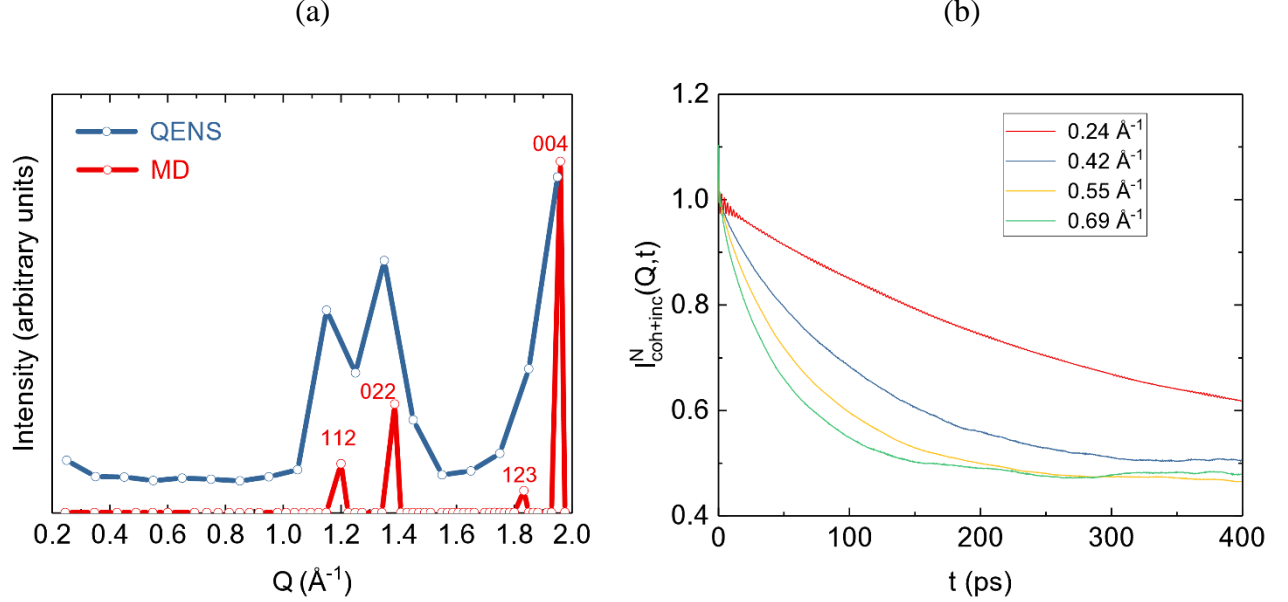 (a)
(b)
Intensity (arbitrary units)
QENS
MD
112
022
123
004
0.2 0.4 0.6 0.8 1.0 1.2 1.4 1.6 1.8 2.0
Q (Å⁻¹)
I^N_coh+inc(Q,t)
1.2
1.0
0.8
0.6
0.4
0.24 Å⁻¹
0.42 Å⁻¹
0.55 Å⁻¹
0.69 Å⁻¹
0 100 200 300 400
t (ps)